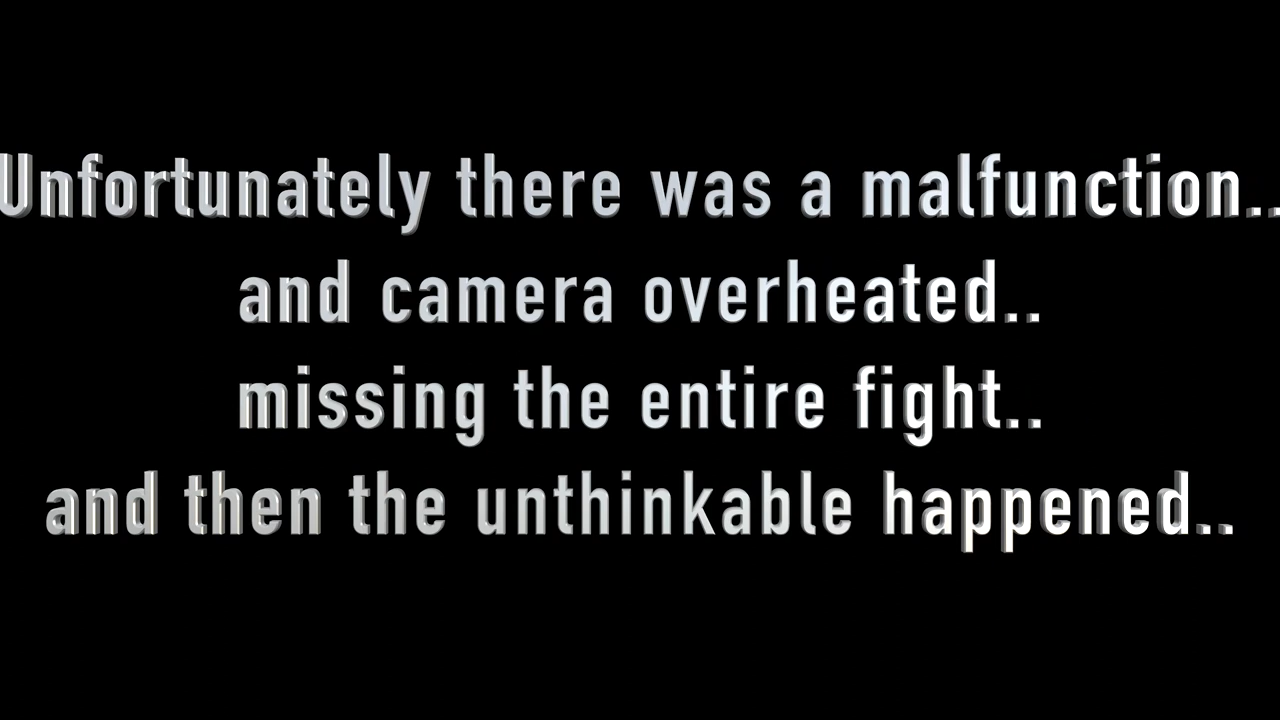 Unfortunately there was a malfunction..
and camera overheated..
missing the entire fight..
and then the unthinkable happened..